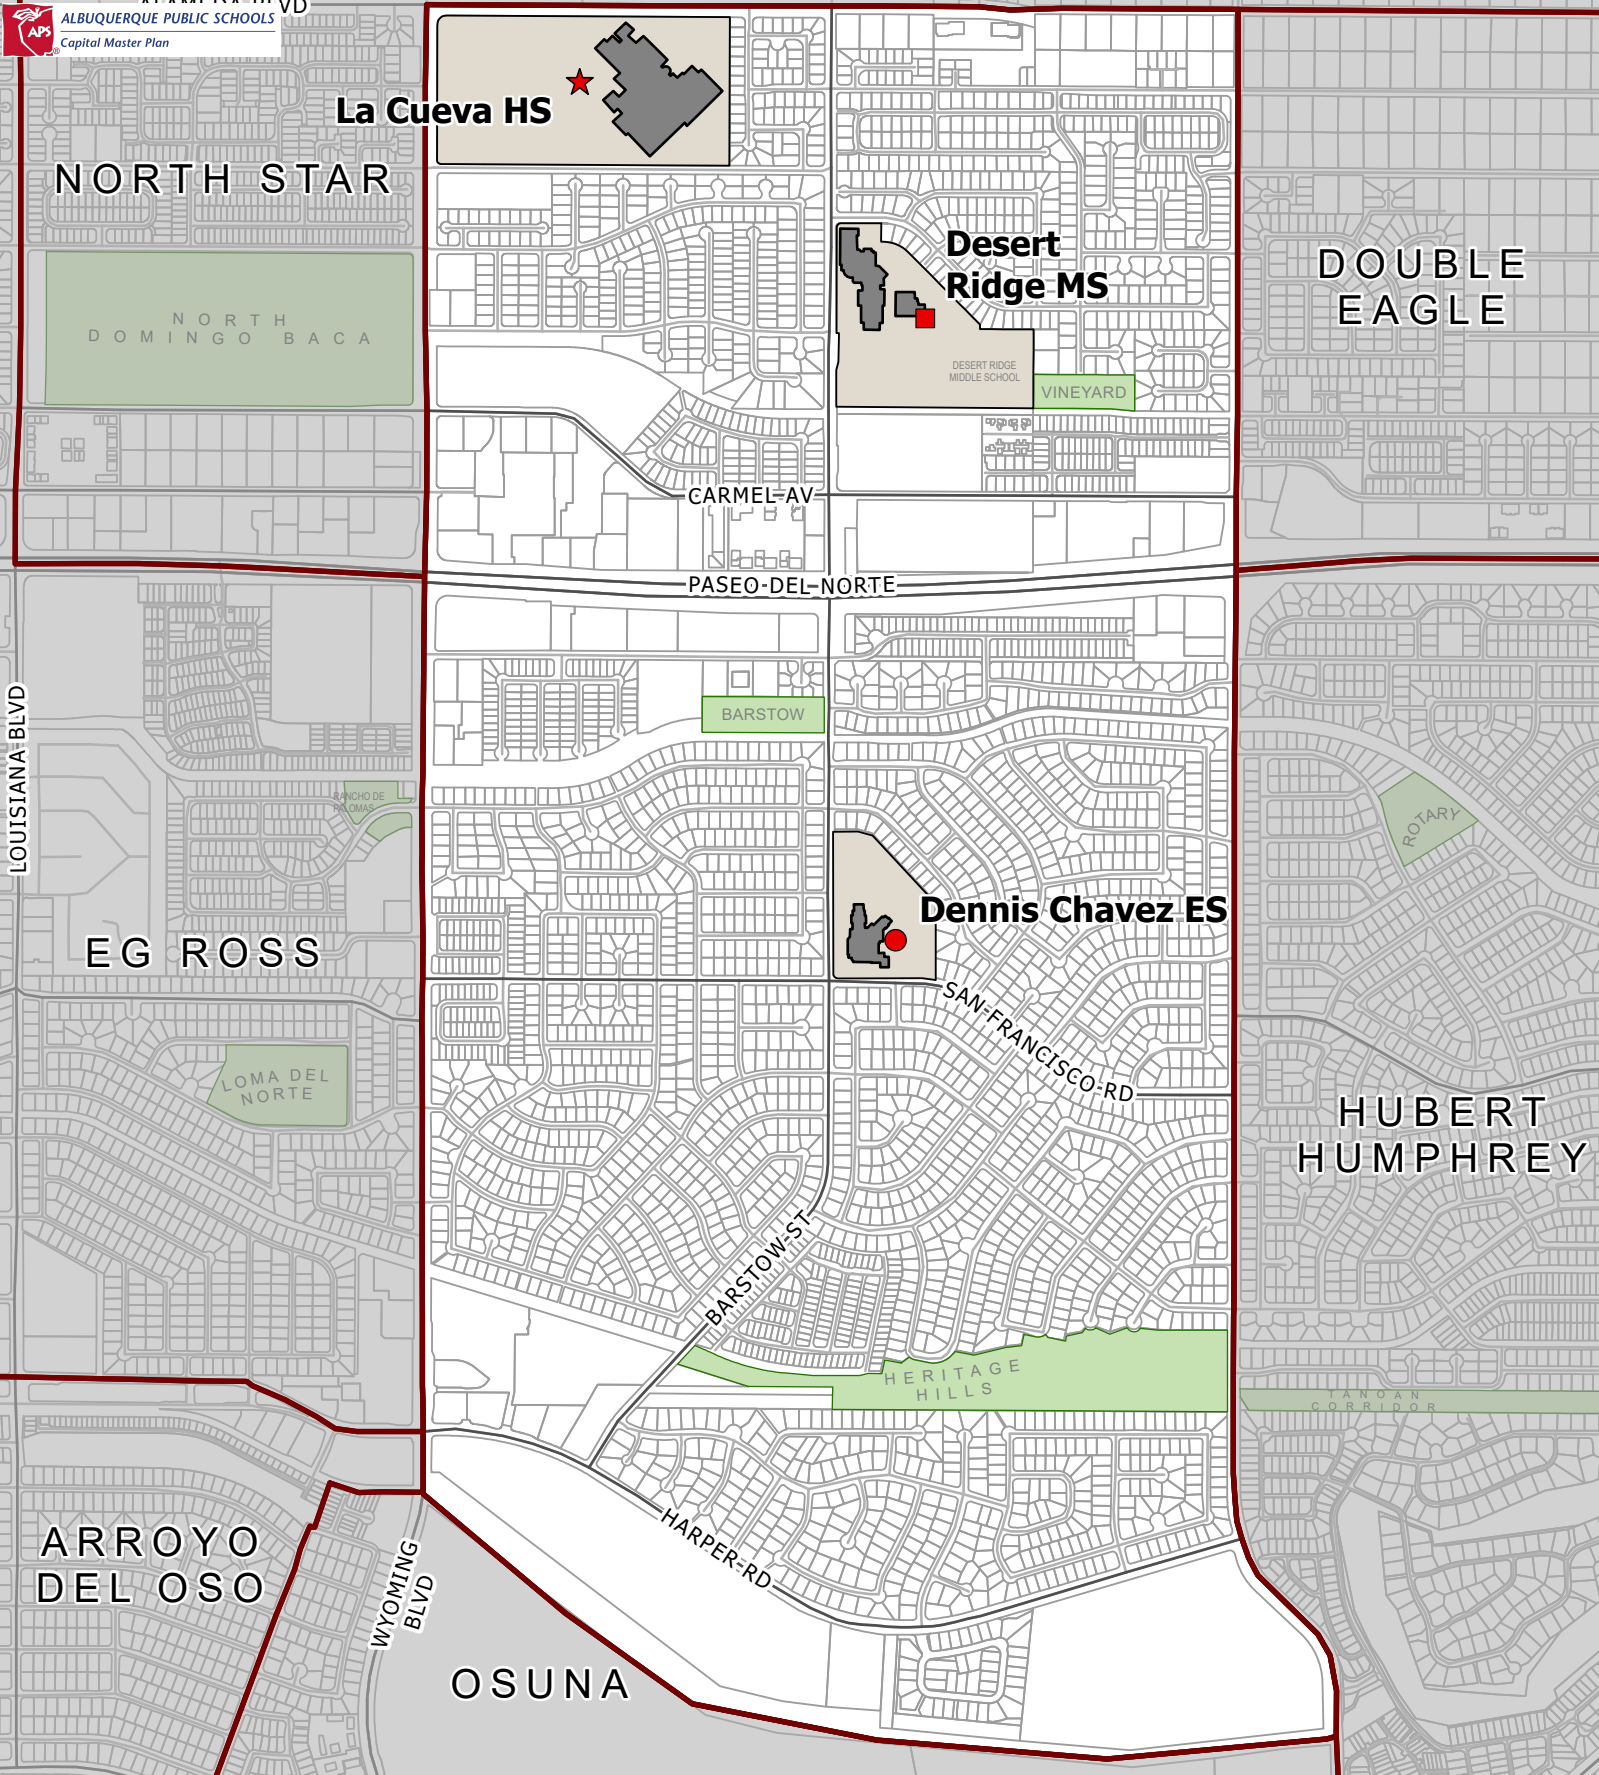 ALAMEDA BLVD
ALBUQUERQUE PUBLIC SCHOOLS
APS
®
Capital Master Plan
La Cueva HS
NORTH STAR
Desert
Ridge MS
DOUBLE
EAGLE
NORTH
DOMINGO BACA
DESERT RIDGE
MIDDLE SCHOOL
VINEYARD
CARMEL AV
PASEO-DEL-NORTE
LOUISIANA BLVD
BARSTOW
RANCHO DE
PALOMAS
ROTARY
Dennis Chavez ES
EG ROSS
SAN-FRANCISCO-RD
LOMA DEL
NORTE
HUBERT
HUMPHREY
BARSTOW-ST
HERITAGE
HILLS
TANOAN
CORRIDOR
HARPER-RD
ARROYO
DEL OSO
WYOMING
BLVD
OSUNA